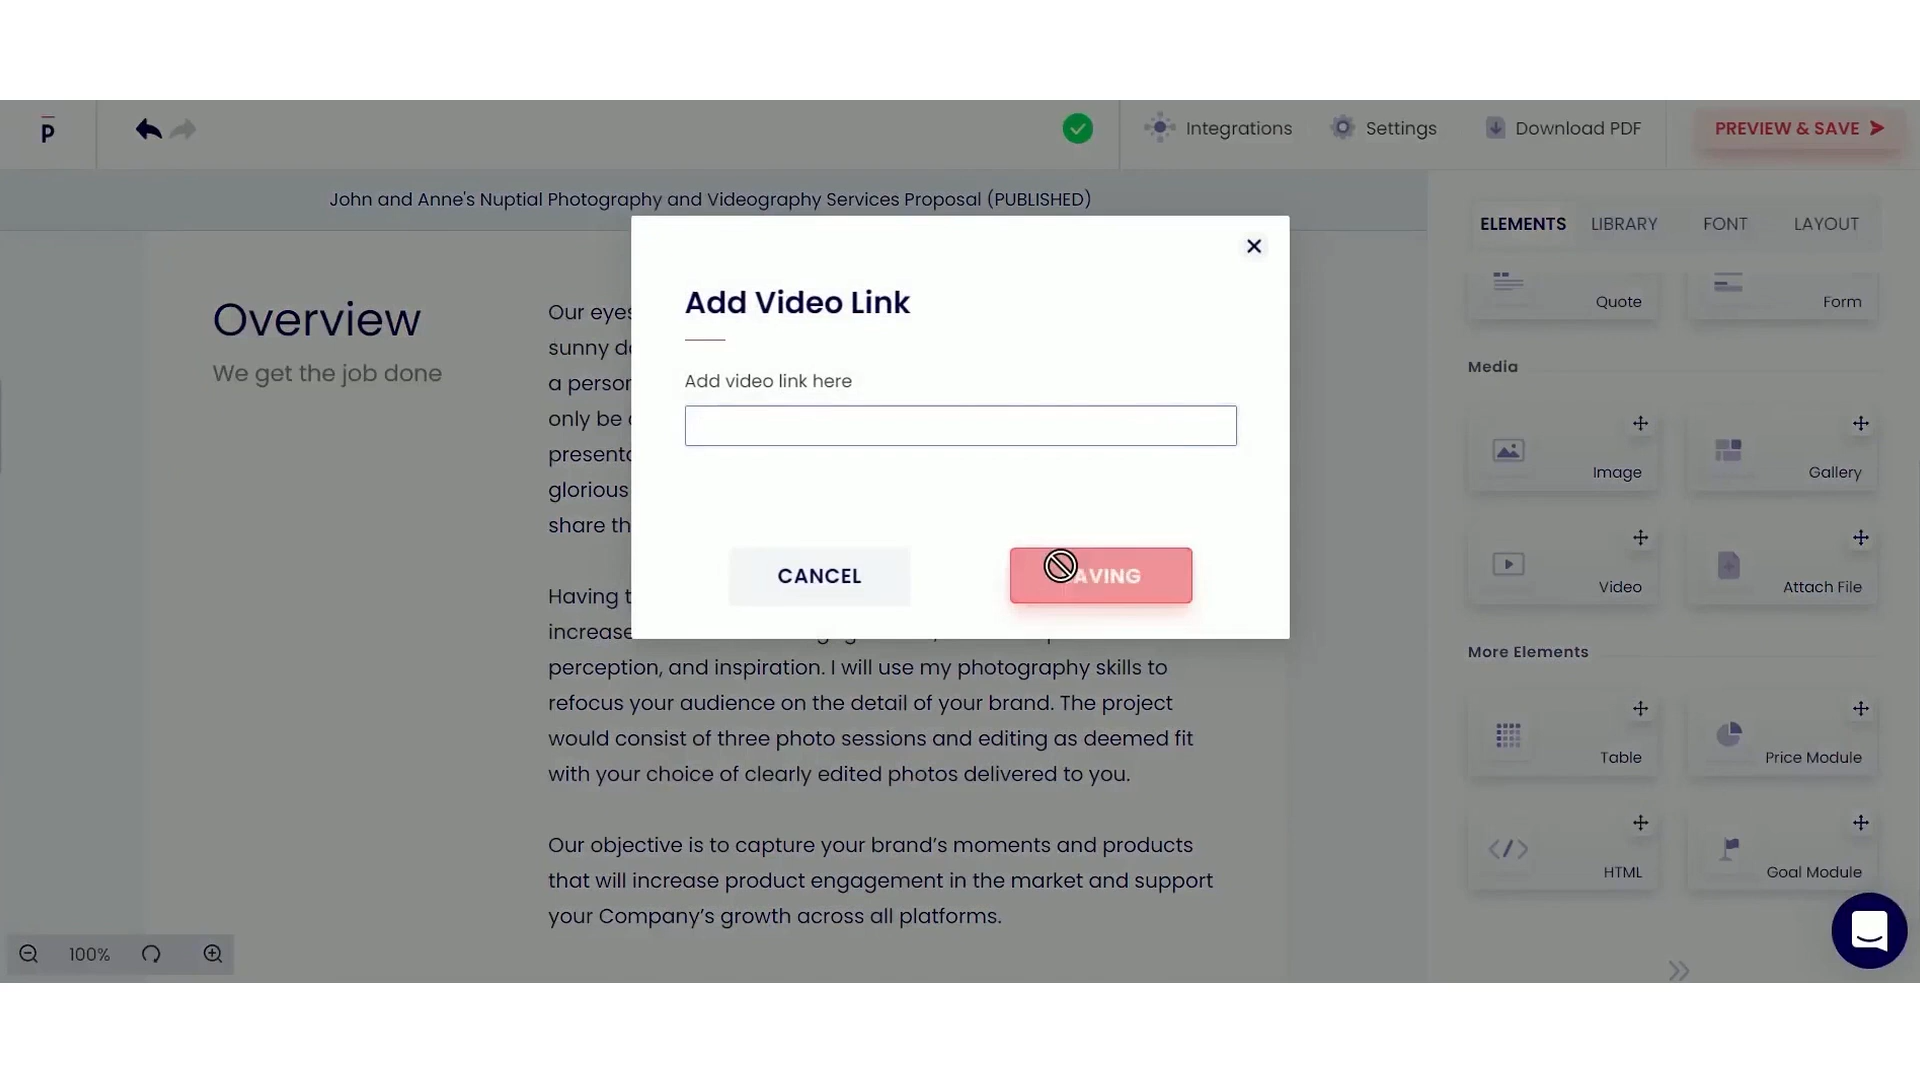 p
Integrations
Settings
Download PDF
PREVIEW & SAVE
John and Anne's Nuptial Photography and Videography Services Proposal (PUBLISHED)
ELEMENTS
LIBRARY
FONT
LAYOUT
Overview
We get the job done
Our eyes
sunny
a person
only be
glorious
share
Having
increase
perception, and inspiration. I will use my photography skills to
refocus your audience on the detail of your brand. The project
would consist of three photo sessions and editing as deemed fit
with your choice of clearly edited photos delivered to you.
Our objective is to capture your brand’s moments and products
that will increase product engagement in the market and support
your Company’s growth across all platforms.
Add Video Link
Add video link here
CANCEL
AVING
Quote
Form
Media
Image
Gallery
Video
Attach File
More Elements
Table
Price Module
HTML
Goal Module
100%